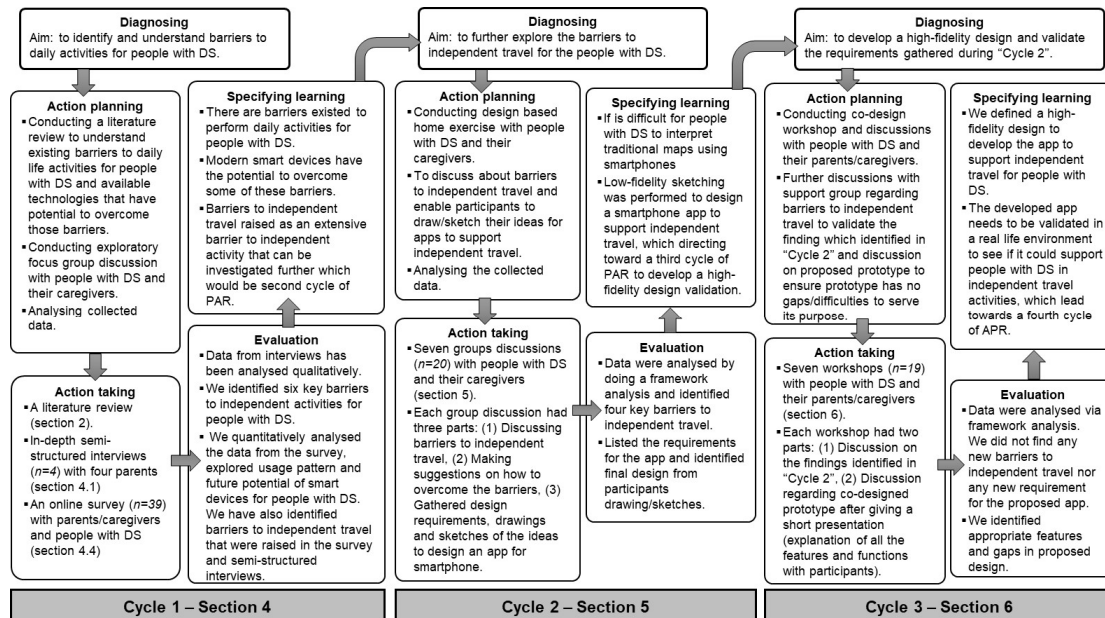 Diagnosing
Aim: to identify and understand barriers to
daily activities for people with DS.
Action planning
▪ Conducting a literature
review to understand
existing barriers to daily
life activities for people
with DS and available
technologies that have
potential to overcome
those barriers.
▪ Conducting exploratory
focus group discussion
with people with DS and
their caregivers.
▪ Analysing collected
data.
Action taking
▪ A literature review
(section 2).
▪ In-depth semi-
structured interviews
(n=4) with four parents
(section 4.1)
▪ An online survey (n=39)
with parents/caregivers
and people with DS
(section 4.4)
Specifying learning
▪ There are barriers existed to
perform daily activities for
people with DS.
▪ Modern smart devices have
the potential to overcome
some of these barriers.
▪ Barriers to independent
travel raised as an extensive
barrier to independent
activity that can be
investigated further which
would be second cycle of
PAR.
Evaluation
▪ Data from interviews has
been analysed qualitatively.
▪ We identified six key barriers
to independent activities for
people with DS.
▪ We quantitatively analysed
the data from the survey,
explored usage pattern and
future potential of smart
devices for people with DS.
We have also identified
barriers to independent travel
that were raised in the survey
and semi-structured
interviews.
Cycle 1 – Section 4
Diagnosing
Aim: to further explore the barriers to
independent travel for the people with DS.
Action planning
▪ Conducting design based
home exercise with people
with DS and their
caregivers.
▪ To discuss about barriers
to independent travel and
enable participants to
draw/sketch their ideas for
apps to support
independent travel.
▪ Analysing the collected
data.
Action taking
▪ Seven groups discussions
(n=20) with people with DS
and their caregivers
(section 5).
▪ Each group discussion had
three parts: (1) Discussing
barriers to independent
travel, (2) Making
suggestions on how to
overcome the barriers, (3)
Gathered design
requirements, drawings
and sketches of the ideas
to design an app for
smartphone.
Specifying learning
▪ If is difficult for people
with DS to interpret
traditional maps using
smartphones
▪ Low-fidelity sketching
was performed to design
a smartphone app to
support independent
travel, which directing
toward a third cycle of
PAR to develop a high-
fidelity design validation.
Evaluation
▪ Data were analysed by
doing a framework
analysis and identified
four key barriers to
independent travel.
▪ Listed the requirements
for the app and identified
final design from
participants
drawing/sketches.
Cycle 2 – Section 5
Diagnosing
Aim: to develop a high-fidelity design and validate
the requirements gathered during “Cycle 2”.
Action planning
▪ Conducting co-design
workshop and discussions
with people with DS and
their parents/caregivers.
▪ Further discussions with
support group regarding
barriers to independent
travel to validate the
finding which identified in
“Cycle 2” and discussion
on proposed prototype to
ensure prototype has no
gaps/difficulties to serve
its purpose.
Action taking
▪ Seven workshops (n=19)
with people with DS and
their parents/caregivers
(section 6).
▪ Each workshop had two
parts: (1) Discussion on
the findings identified in
“Cycle 2”, (2) Discussion
regarding co-designed
prototype after giving a
short presentation
(explanation of all the
features and functions
with participants).
Specifying learning
▪ We defined a high-
fidelity design to
develop the app to
support independent
travel for people with
DS.
▪ The developed app
needs to be validated in
a real life environment
to see if it could support
people with DS in
independent travel
activities, which lead
towards a fourth cycle
of APR.
Evaluation
▪ Data were analysed via
framework analysis.
We did not find any
new barriers to
independent travel nor
any new requirement
for the proposed app.
▪ We identified
appropriate features
and gaps in proposed
design.
Cycle 3 – Section 6